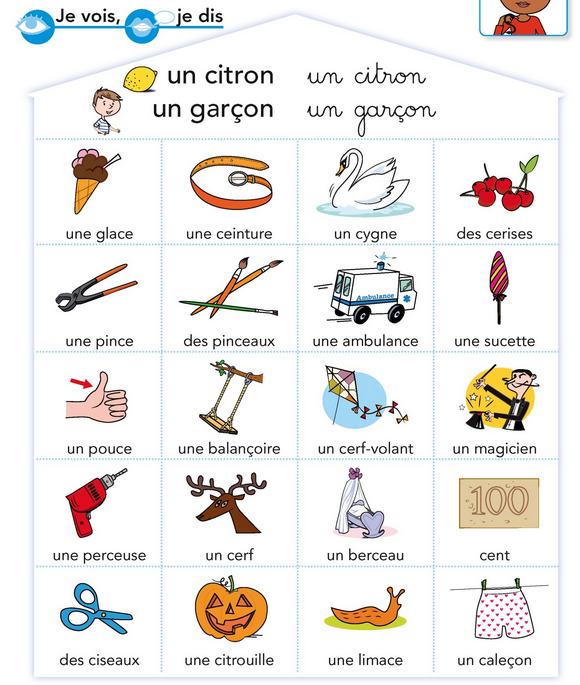 Je vois, je dis
un citron un citron
un garçon un garçon
une glace une ceinture un cygne des cerises
Ambulance
une pince des pinceaux une ambulance une sucette
un pouce une balançoire un cerf-volant un magicien
100
une perceuse un cerf un berceau cent
des ciseaux une citrouille une limace un caleçon